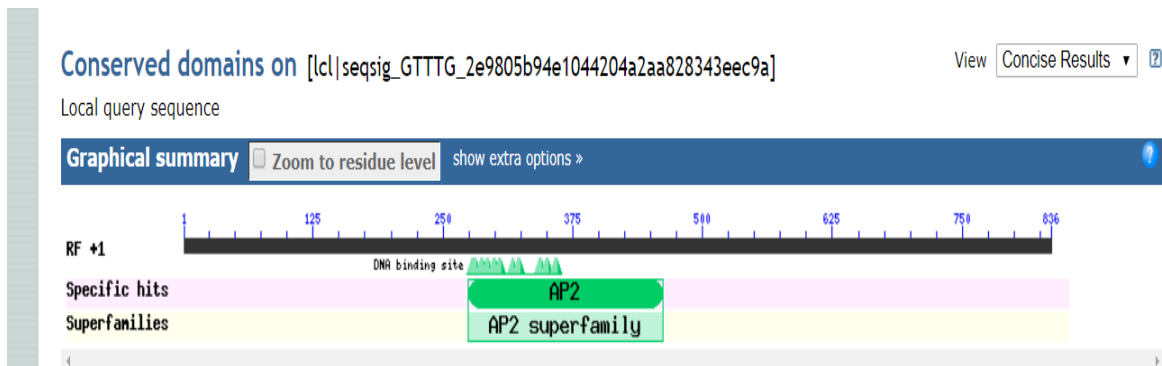 Conserved domains on [lcl|seqsig_GTTTG_2e9805b94e1044204a2aa828343eec9a]
View Concise Results ▼ ?
Local query sequence
Graphical summary Zoom to residue level show extra options » ?
1 125 250 375 500 625 750 836
RF +1
DNA binding site
Specific hits AP2
Superfamilies AP2 superfamily